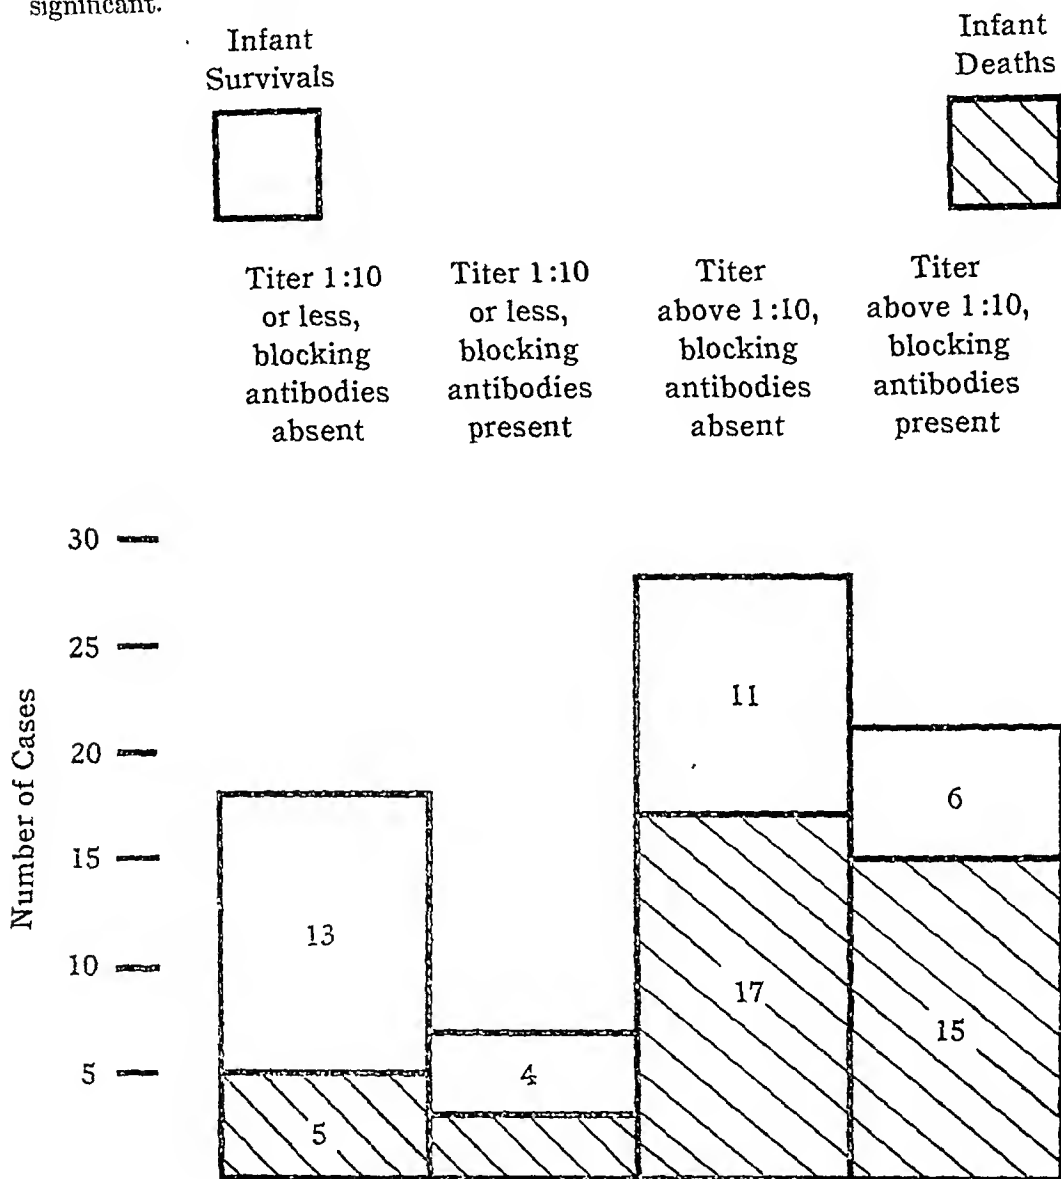 significant.
Infant
Survivals
Infant
Deaths
Titer 1:10
or less,
blocking
antibodies
absent
Titer 1:10
or less,
blocking
antibodies
present
Titer
above 1:10,
blocking
antibodies
absent
Titer
above 1:10,
blocking
antibodies
present
Number of Cases
30
25
20
15
10
5
13
5
4
11
17
6
15